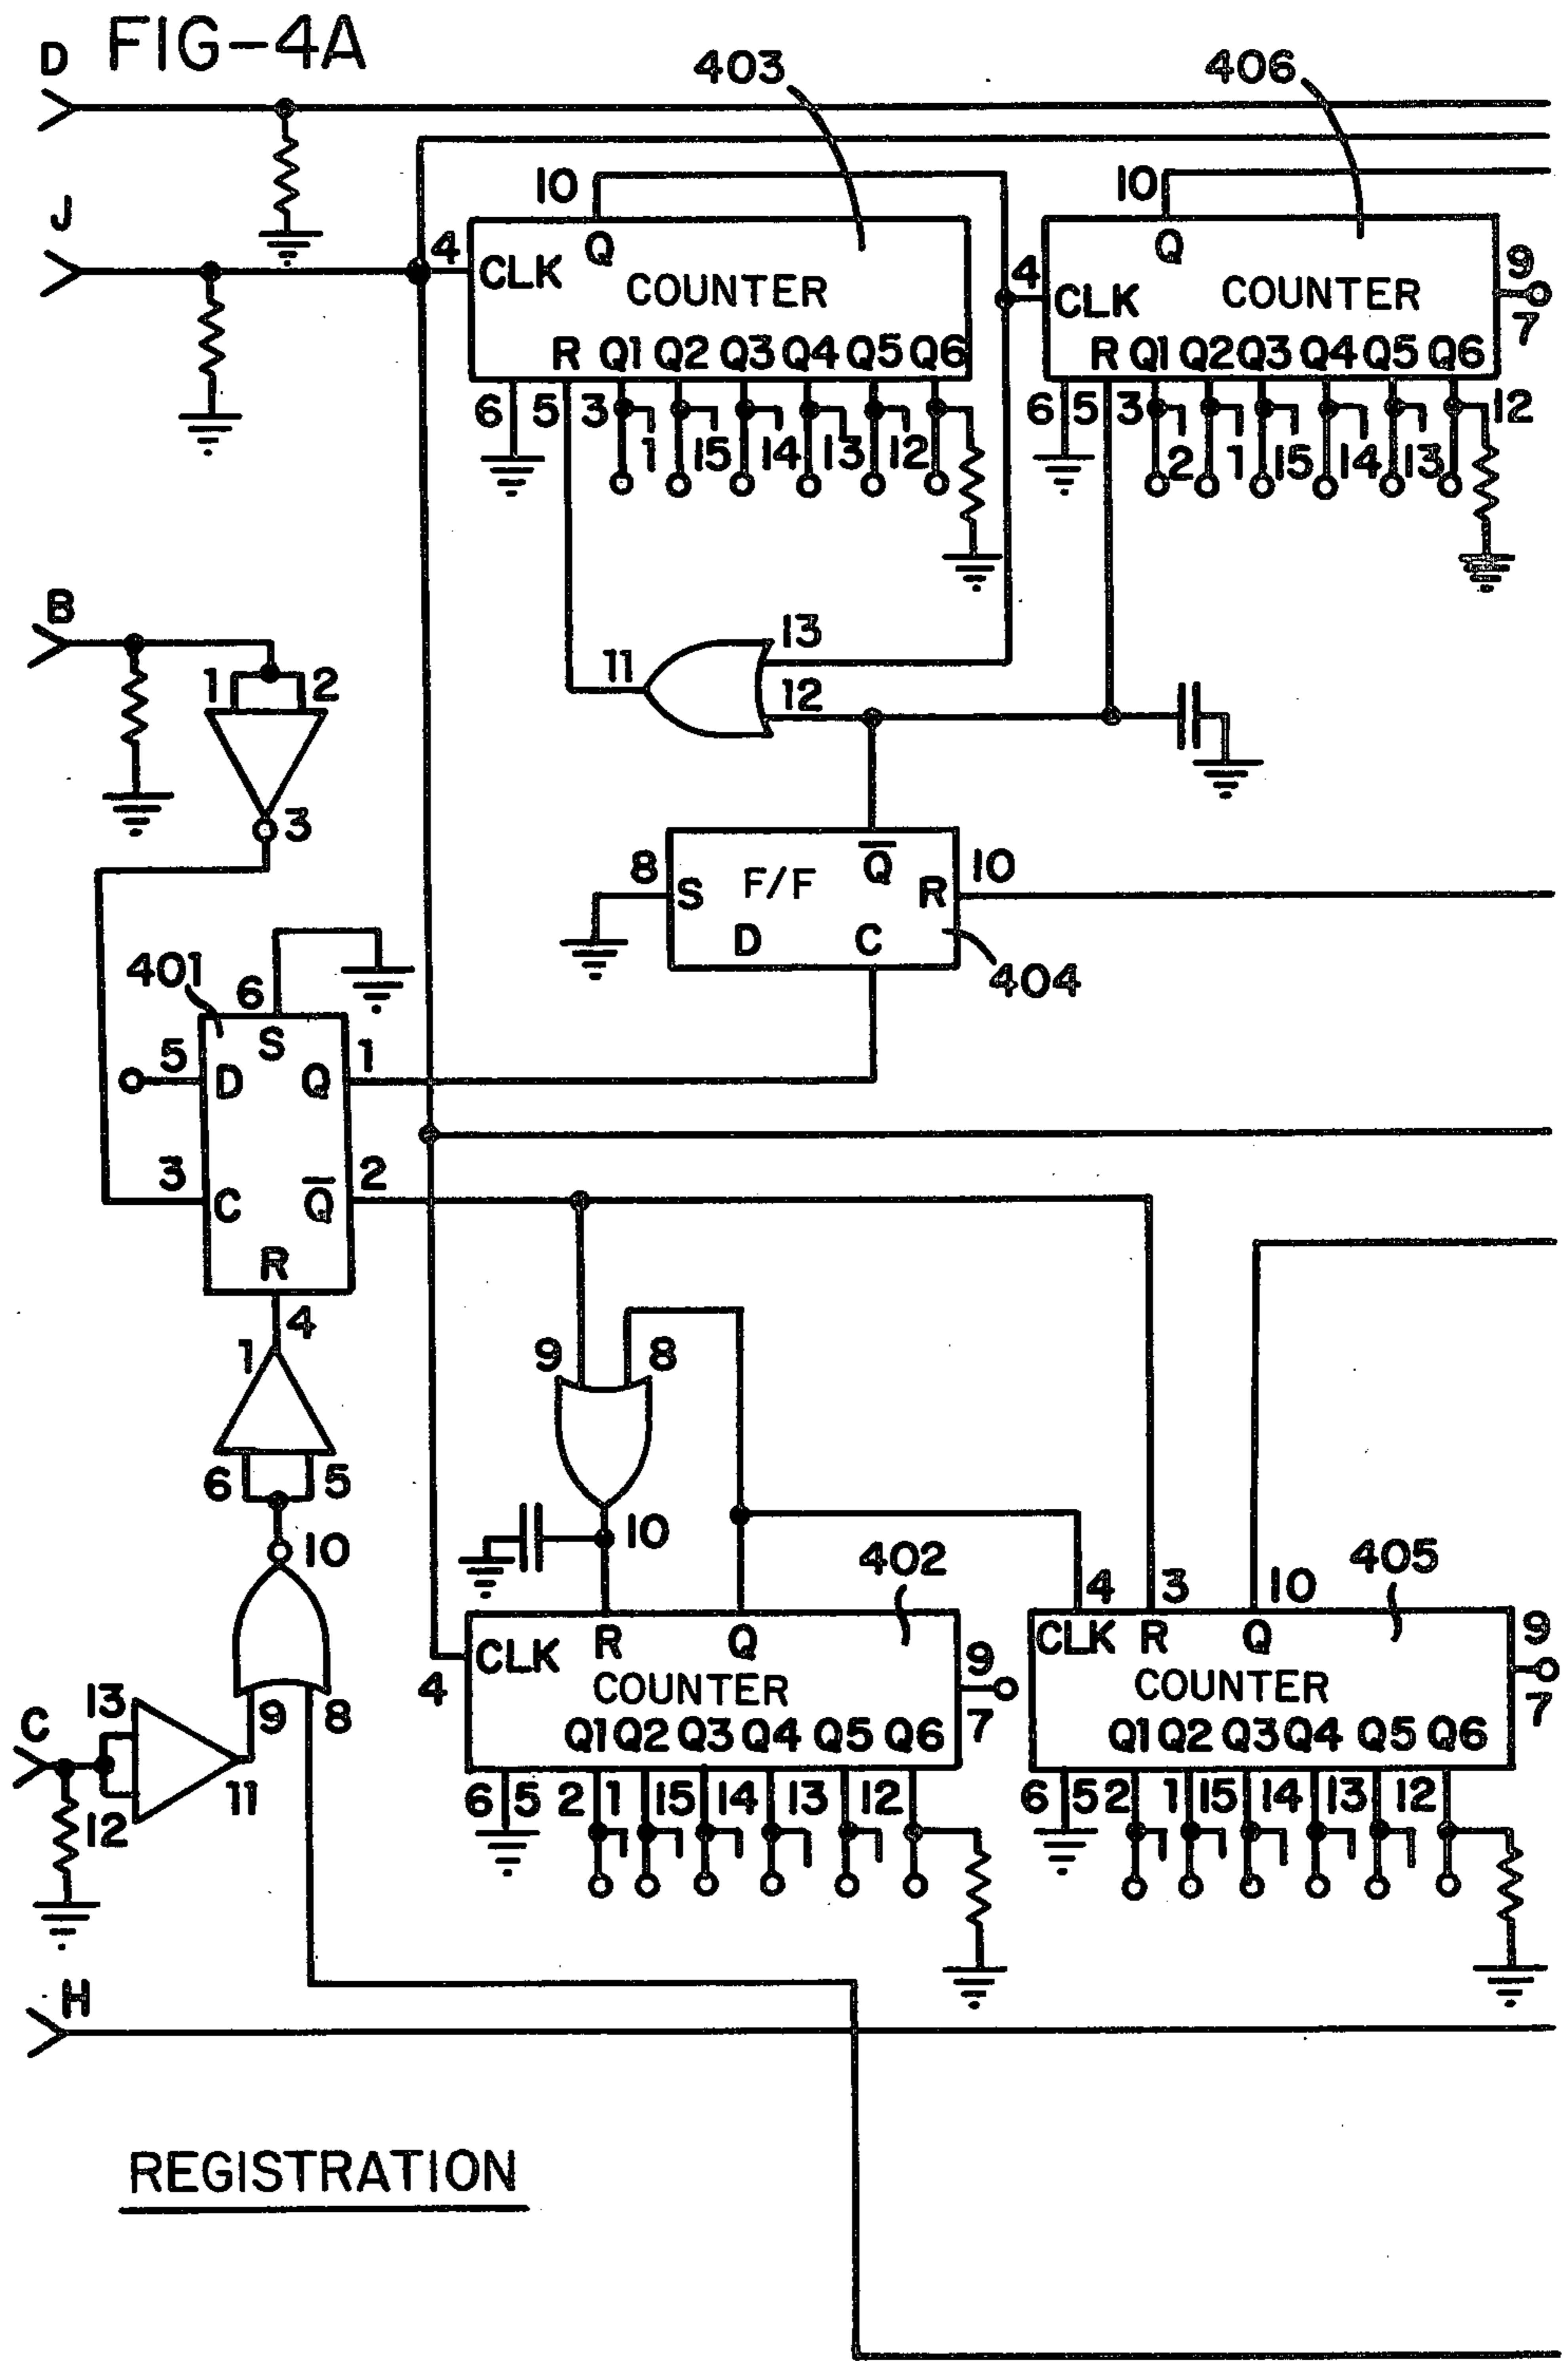 D FIG-4A
403 406
J
10 10
4 CLK Q COUNTER 4 CLK Q COUNTER 9
7
R Q1 Q2 Q3 Q4 Q5 Q6 R Q1 Q2 Q3 Q4 Q5 Q6
6 5 3 1 15 14 13 12 6 5 3 2 1 15 14 13 12
B
1 2
3
13
11 12
8 S F/F Q̅ R 10
D C
404
401 6
5 D S Q 1
3 C Q̅ 2
R
4
1
6 5
10
9 8
10
402 405
4 3 10
CLK R Q CLK R Q
4 COUNTER 9 COUNTER 9
7 7
Q1 Q2 Q3 Q4 Q5 Q6 Q1 Q2 Q3 Q4 Q5 Q6
6 5 2 1 15 14 13 12 6 5 2 1 15 14 13 12
C 13 9 8
12 11
H
REGISTRATION